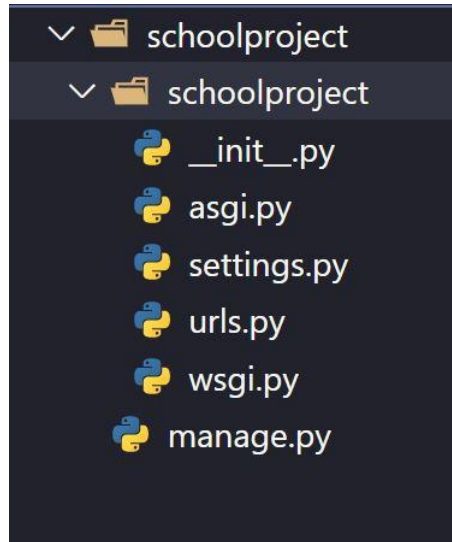 schoolproject
schoolproject
__init__.py
asgi.py
settings.py
urls.py
wsgi.py
manage.py